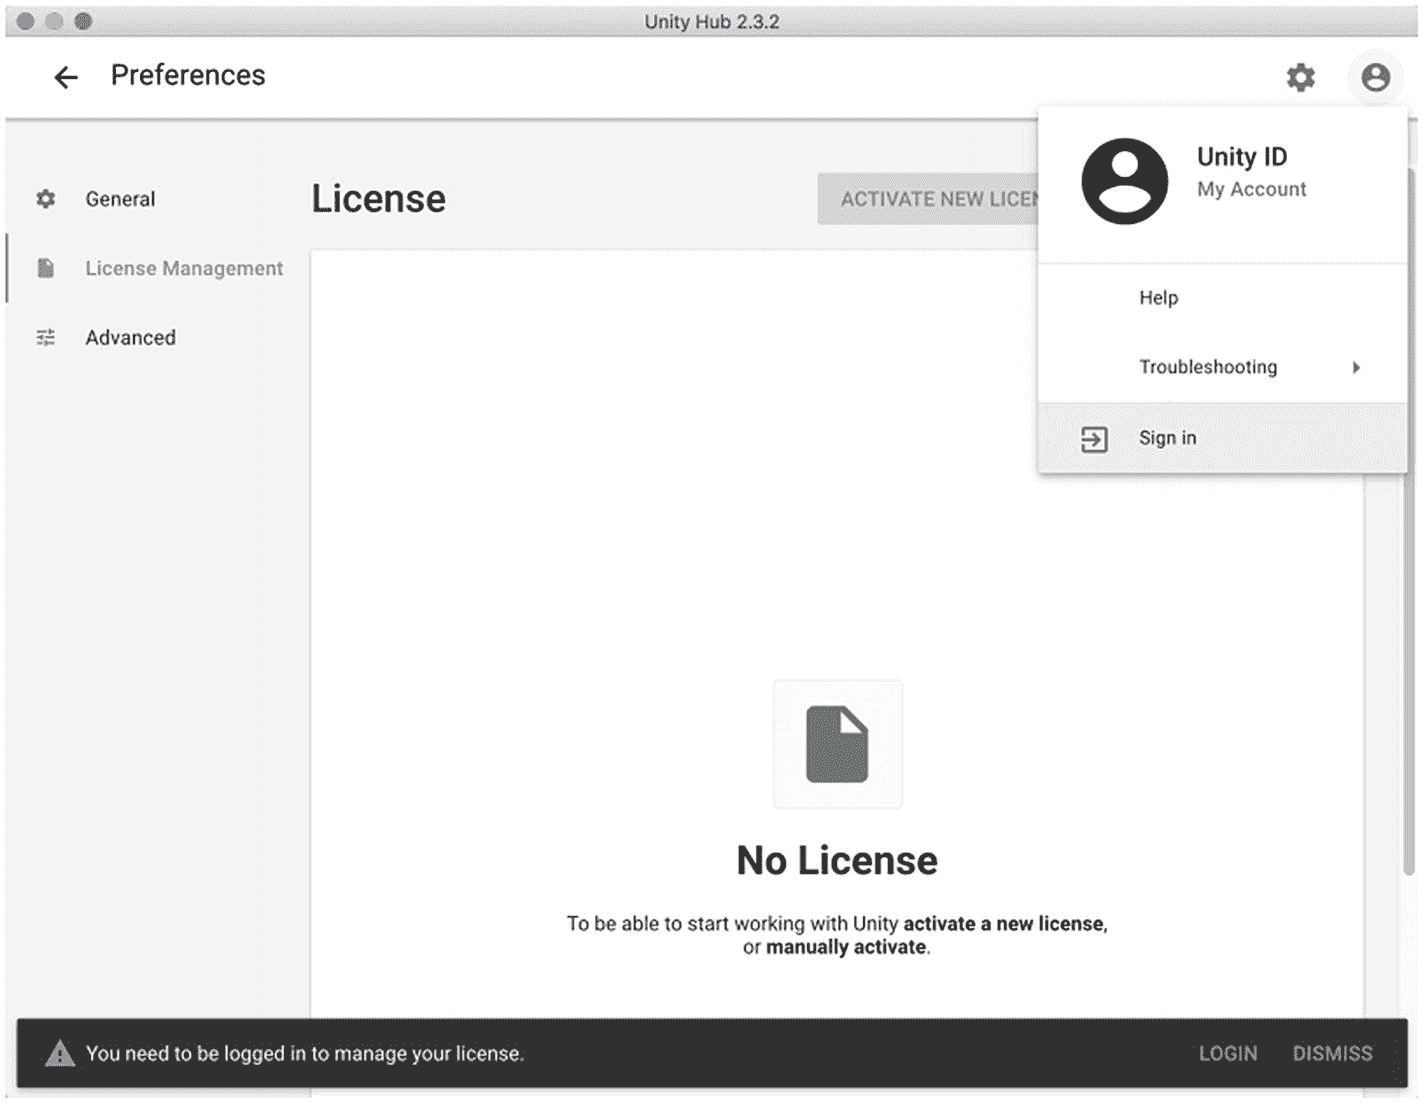 Unity Hub 2.3.2
Preferences
Unity ID
My Account
General
License
ACTIVATE NEW LICEN
License Management
Help
Advanced
Troubleshooting
Sign in
No License
To be able to start working with Unity activate a new license,
or manually activate.
You need to be logged in to manage your license.
LOGIN
DISMISS